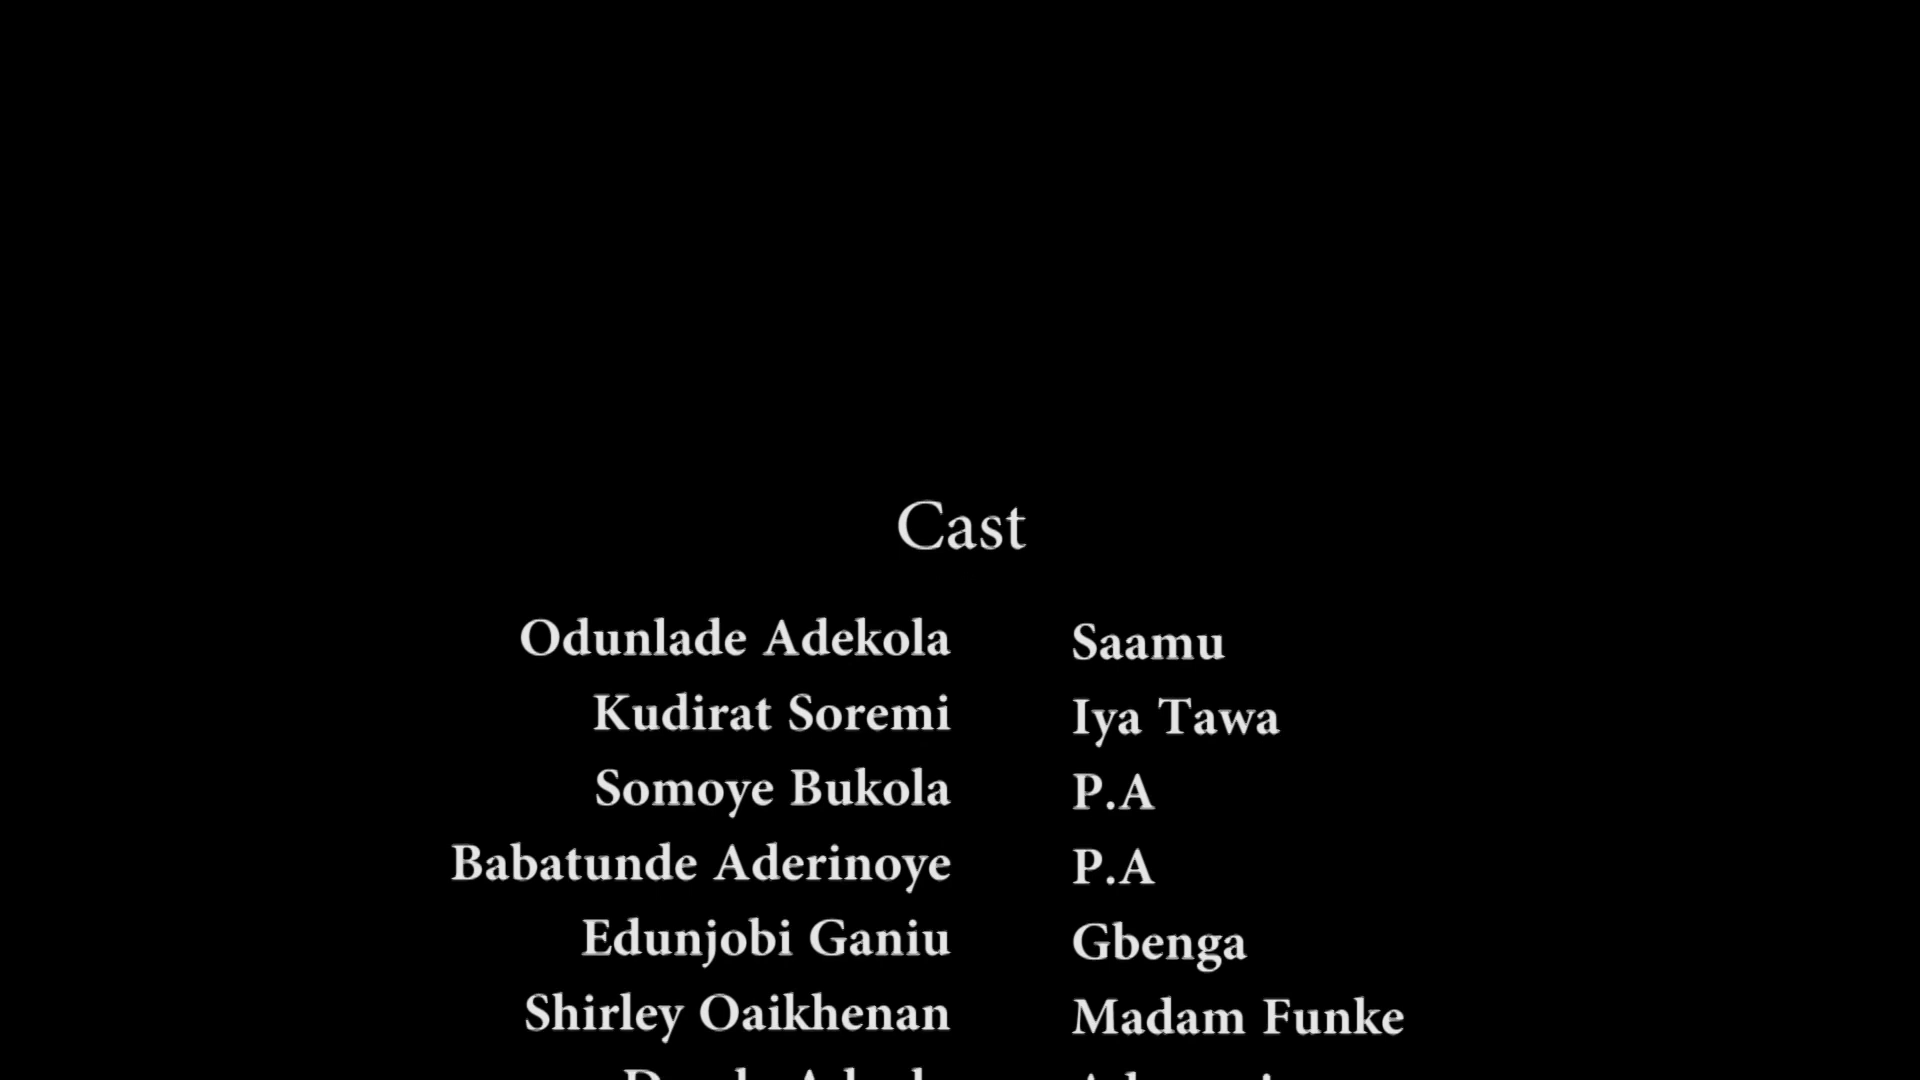 Cast
Odunlade Adekola Saamu
Kudirat Soremi Iya Tawa
Somoye Bukola P.A
Babatunde Aderinoye P.A
Edunjobi Ganiu Gbenga
Shirley Oaikhenan Madam Funke